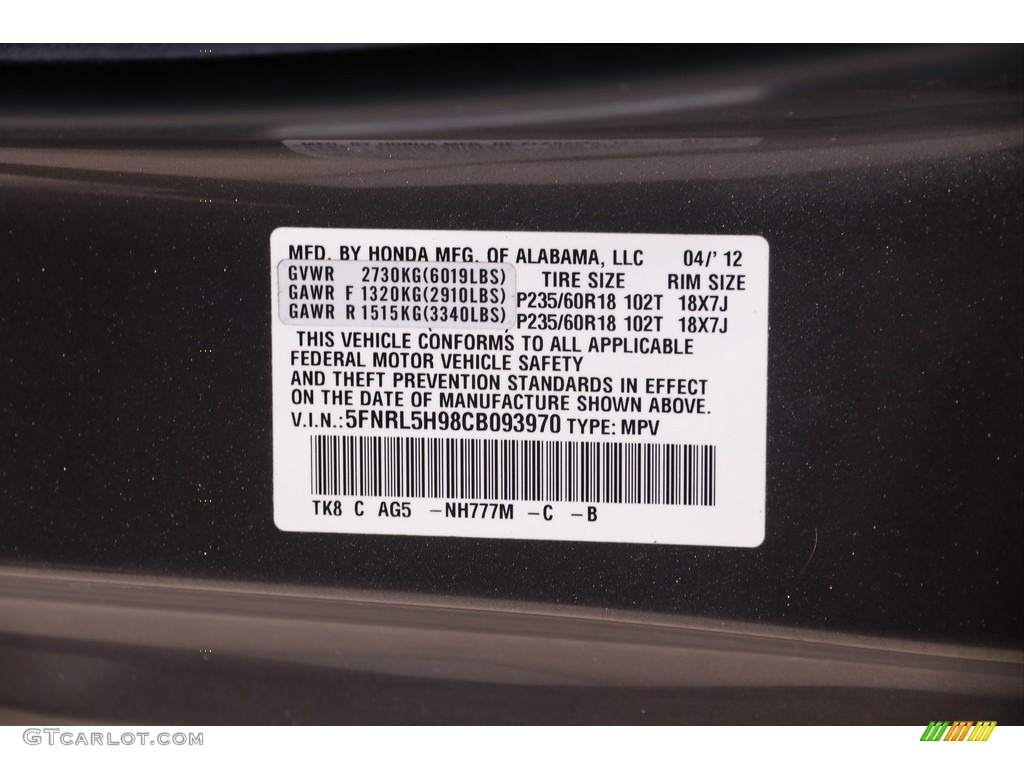 MFD. BY HONDA MFG. OF ALABAMA, LLC 04/'12
GVWR 2730KG(6019LBS) TIRE SIZE RIM SIZE
GAWR F 1320KG(2910LBS) P235/60R18 102T 18X7J
GAWR R 1515KG(3340LBS) P235/60R18 102T 18X7J
THIS VEHICLE CONFORMS TO ALL APPLICABLE
FEDERAL MOTOR VEHICLE SAFETY
AND THEFT PREVENTION STANDARDS IN EFFECT
ON THE DATE OF MANUFACTURE SHOWN ABOVE.
V.I.N.:5FNRL5H98CB093970 TYPE: MPV
TK8 C AG5 -NH777M -C -B
GTCarlot.com